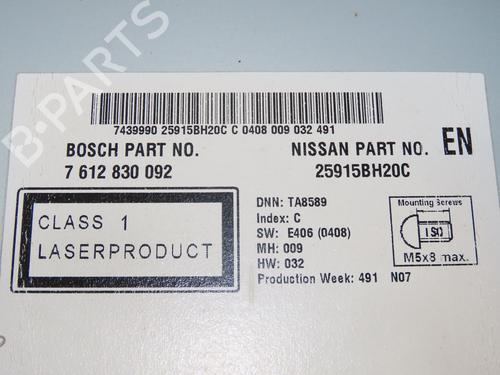 7439990 25915BH20C C 0408 009 032 491
BOSCH PART NO.
7 612 830 092
NISSAN PART NO.
25915BH20C
EN
CLASS 1
LASERPRODUCT
DNN: TA8589
Index: C
SW: E406 (0408)
MH: 009
HW: 032
Production Week: 491 N07
Mounting Screws
ISO
M5x8 max.
B-PARTS